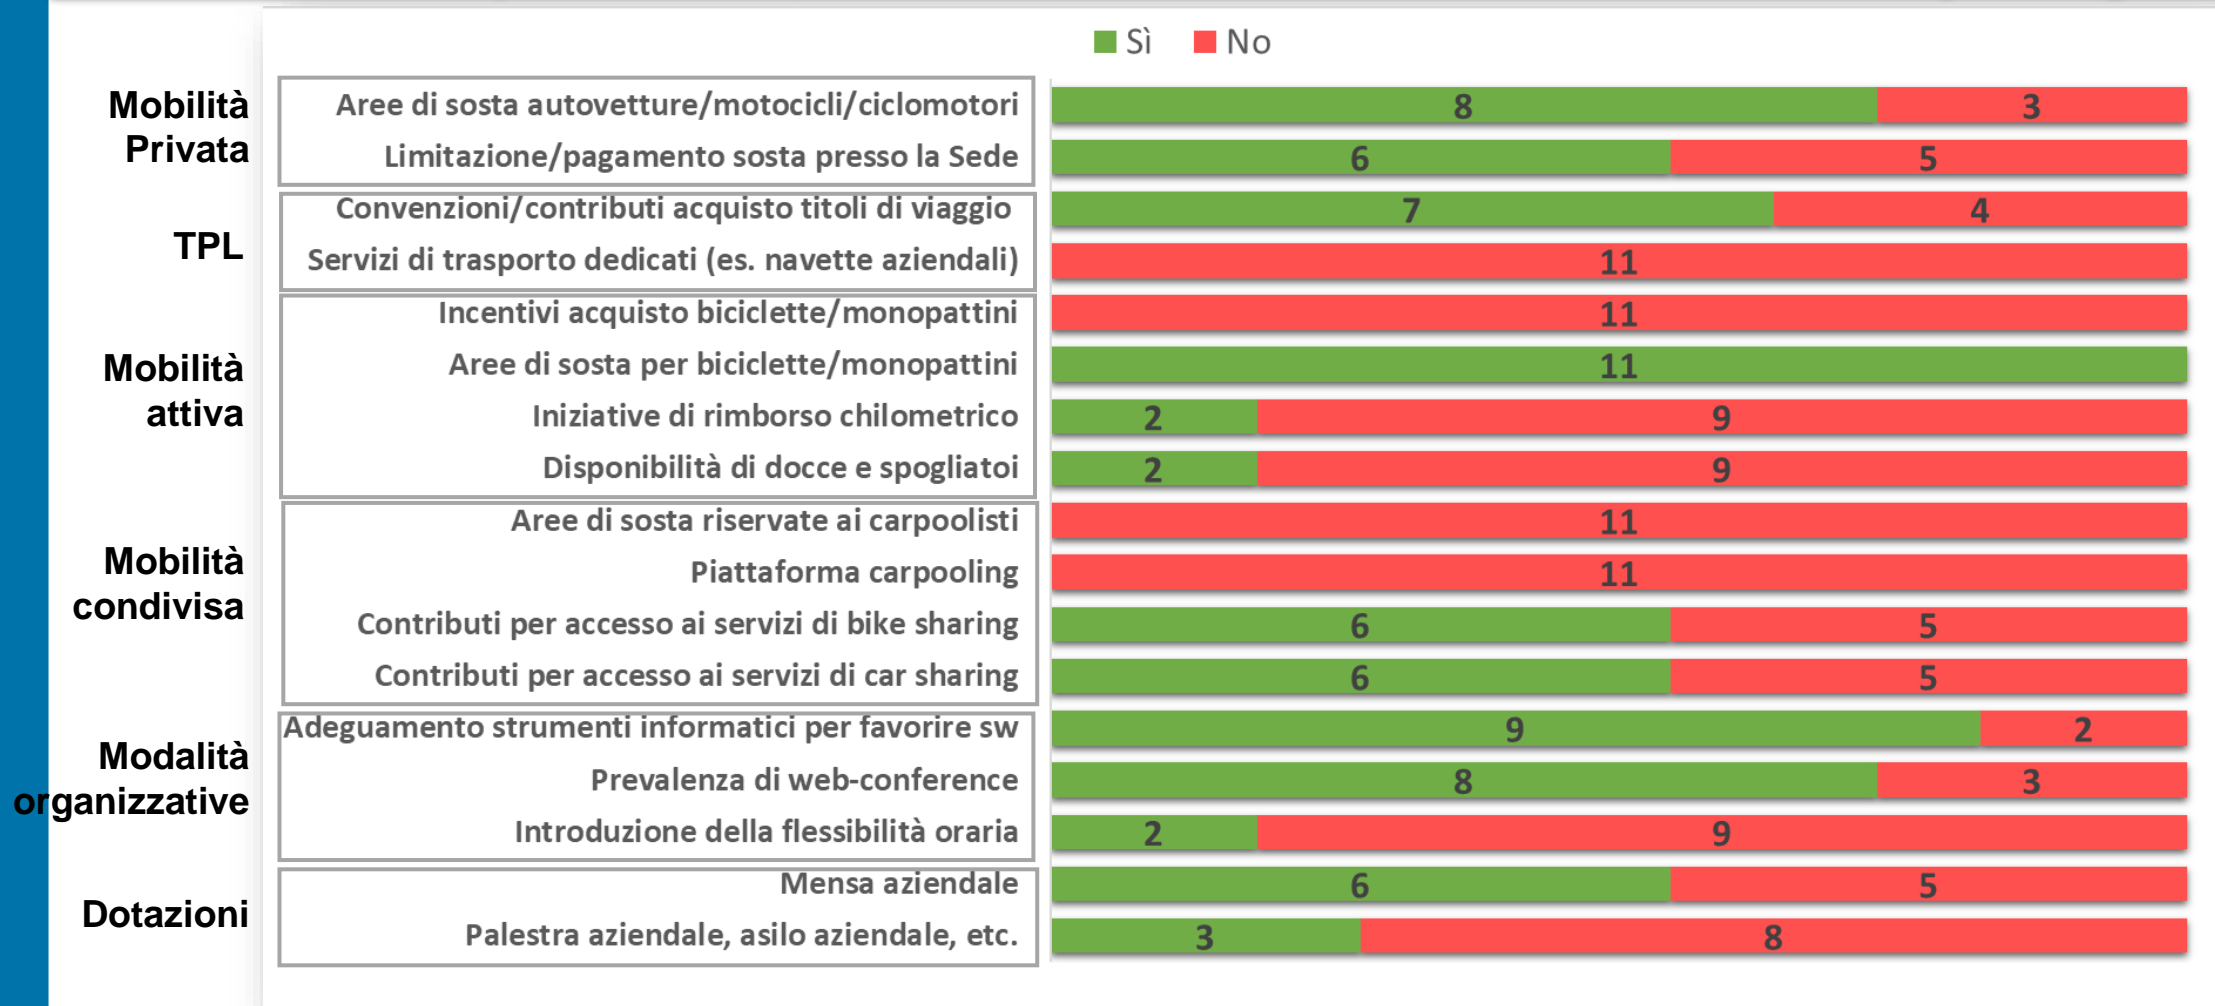 Sì No
Mobilità
Privata
Aree di sosta autovetture/motocicli/ciclomotori 8 3
Limitazione/pagamento sosta presso la Sede 6 5
TPL
Convenzioni/contributi acquisto titoli di viaggio 7 4
Servizi di trasporto dedicati (es. navette aziendali) 11
Mobilità
attiva
Incentivi acquisto biciclette/monopattini 11
Aree di sosta per biciclette/monopattini 11
Iniziative di rimborso chilometrico 2 9
Disponibilità di docce e spogliatoi 2 9
Mobilità
condivisa
Aree di sosta riservate ai carpoolisti 11
Piattaforma carpooling 11
Contributi per accesso ai servizi di bike sharing 6 5
Contributi per accesso ai servizi di car sharing 6 5
Modalità
organizzative
Adeguamento strumenti informatici per favorire sw 9 2
Prevalenza di web-conference 8 3
Introduzione della flessibilità oraria 2 9
Dotazioni
Mensa aziendale 6 5
Palestra aziendale, asilo aziendale, etc. 3 8